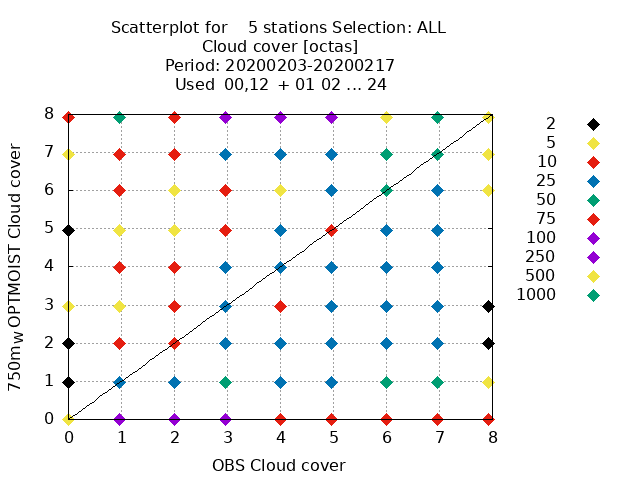 Scatterplot for 5 stations Selection: ALL
Cloud cover [octas]
Period: 20200203-20200217
Used 00,12 + 01 02 ... 24
750mw OPTMOIST Cloud cover
8
7
6
5
4
3
2
1
0
0 1 2 3 4 5 6 7 8
OBS Cloud cover
2
5
10
25
50
75
100
250
500
1000